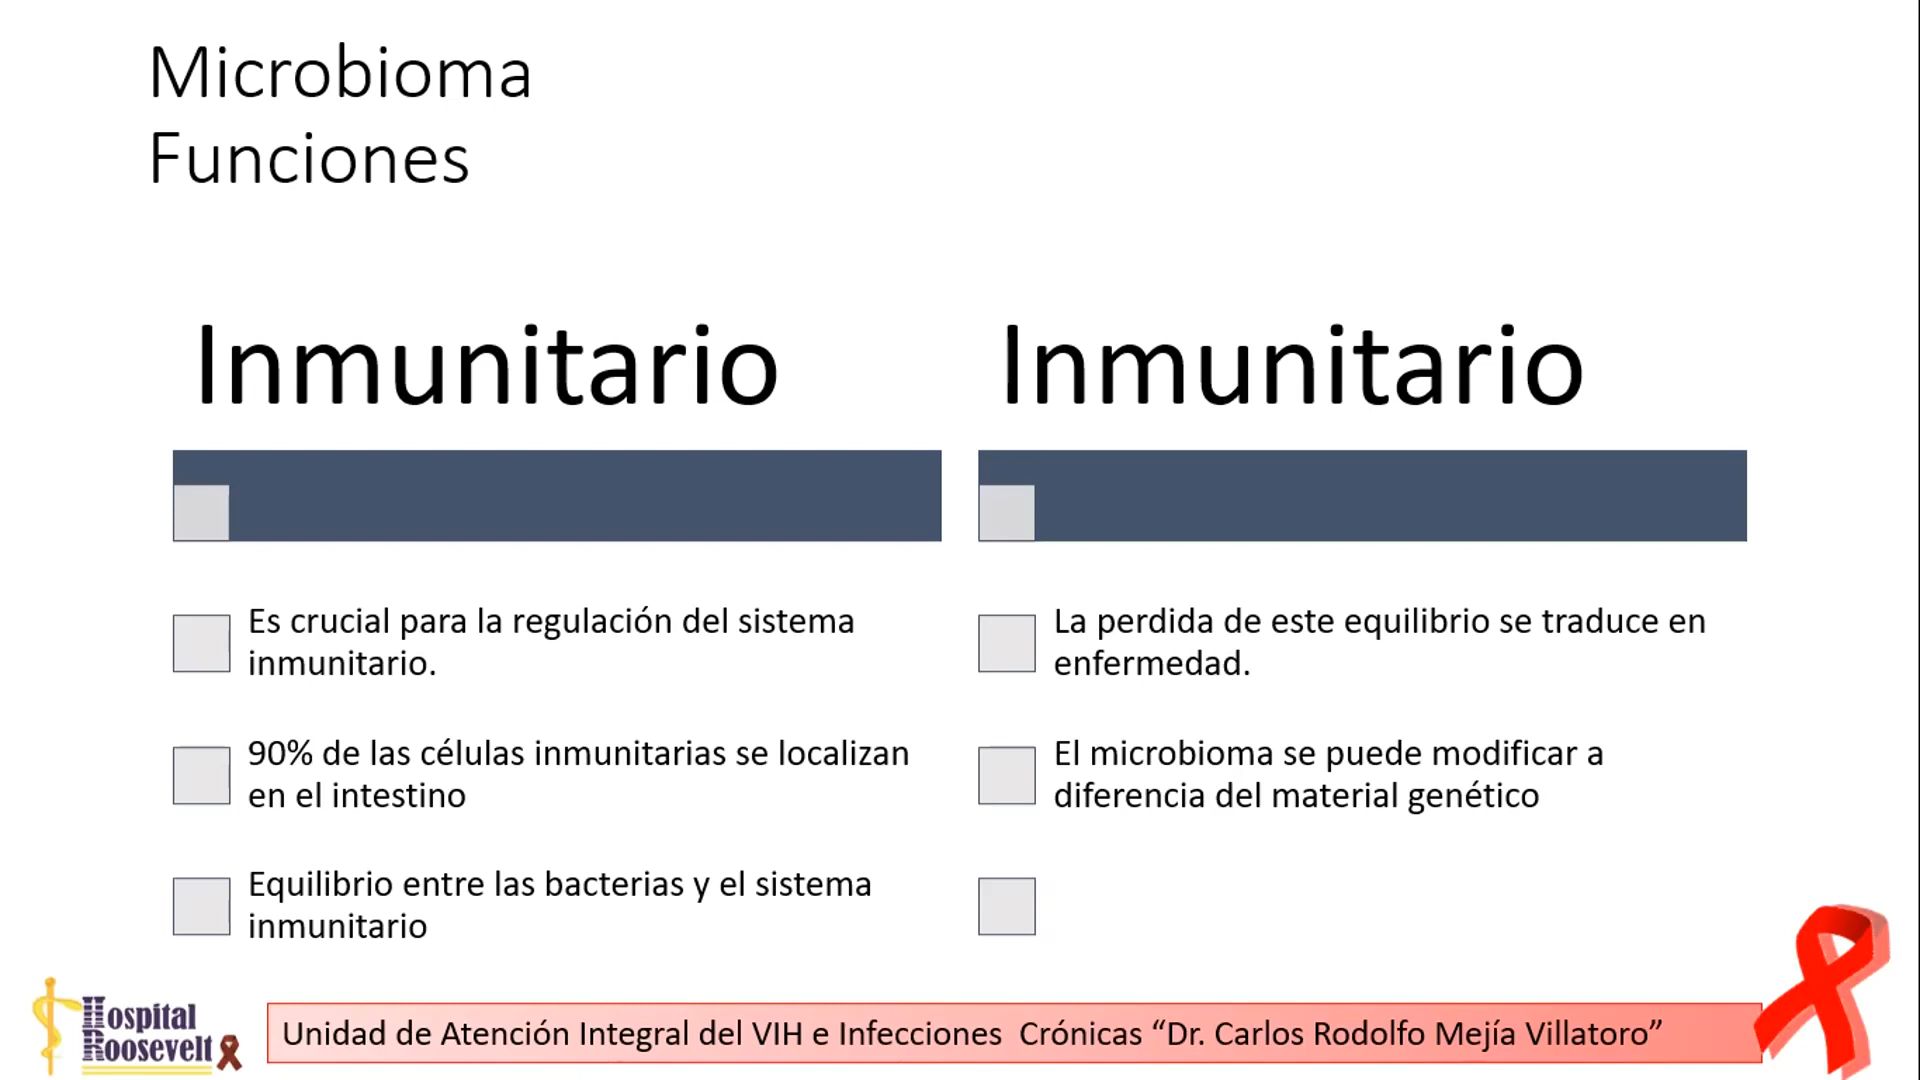 Microbioma
Funciones
Inmunitario
Es crucial para la regulación del sistema
inmunitario.
90% de las células inmunitarias se localizan
en el intestino
Equilibrio entre las bacterias y el sistema
inmunitario
Inmunitario
La perdida de este equilibrio se traduce en
enfermedad.
El microbioma se puede modificar a
diferencia del material genético
Hospital
Roosevelt
Unidad de Atención Integral del VIH e Infecciones  Crónicas “Dr. Carlos Rodolfo Mejía Villatoro”